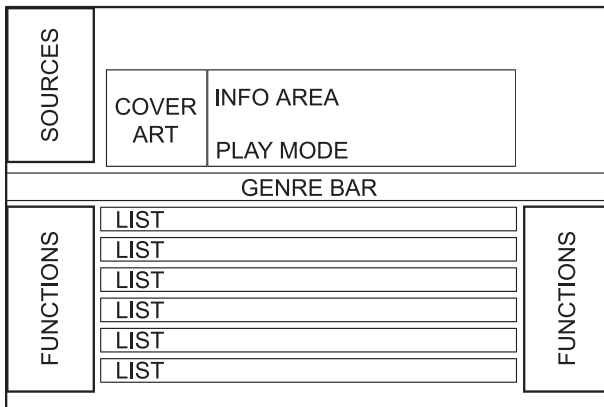 SOURCES
COVER
ART
INFO AREA
PLAY MODE
GENRE BAR
FUNCTIONS
LIST
LIST
LIST
LIST
LIST
LIST
FUNCTIONS